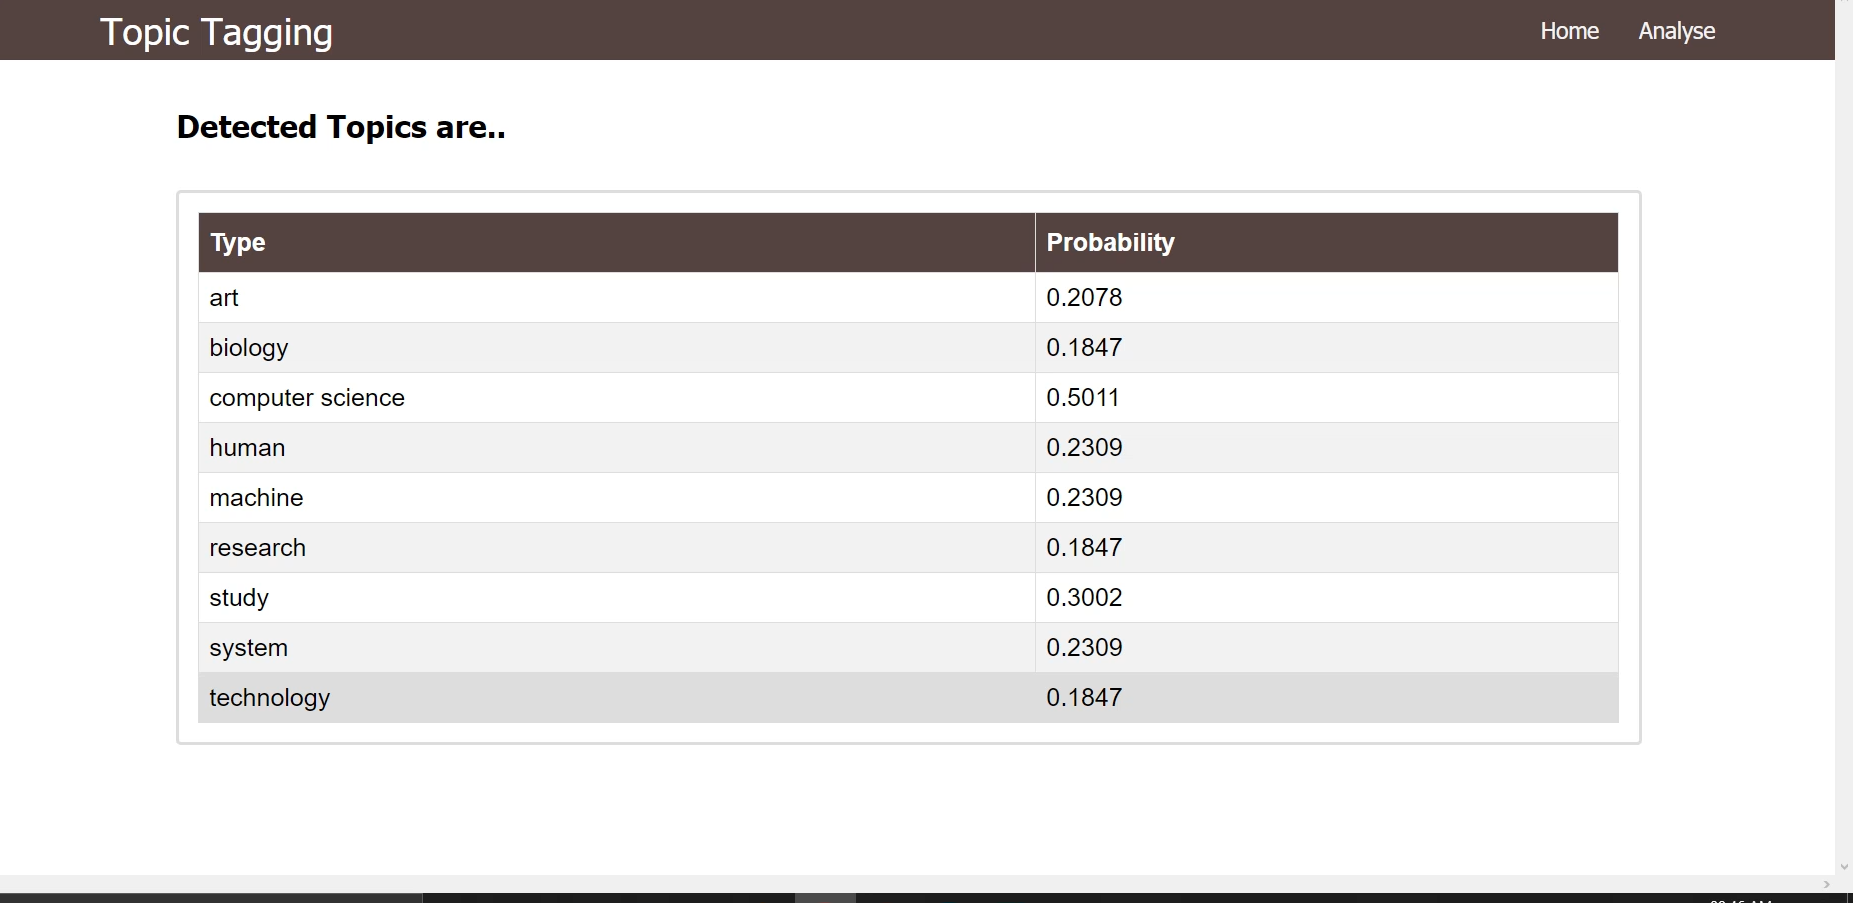 Topic Tagging Home Analyse
Detected Topics are..
Type Probability
art 0.2078
biology 0.1847
computer science 0.5011
human 0.2309
machine 0.2309
research 0.1847
study 0.3002
system 0.2309
technology 0.1847